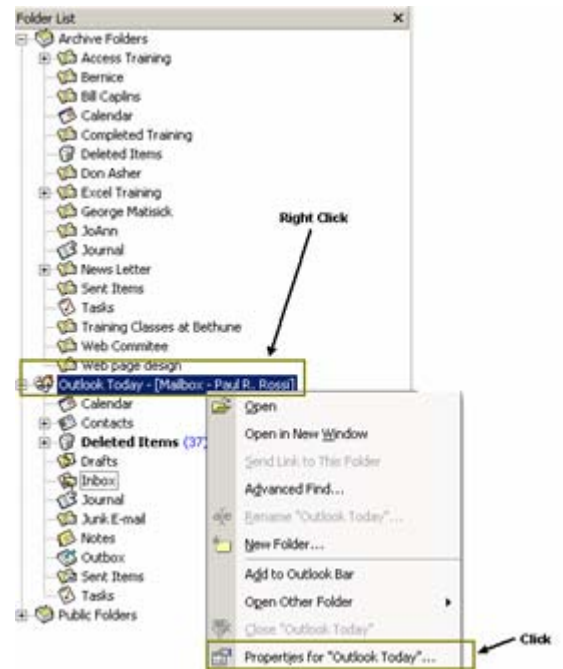 Folder List
Archive Folders
Access Training
Bernice
Bill Caplins
Calendar
Completed Training
Deleted Items
Don Asher
Excel Training
George Matisick
Right Click
JoAnn
Journal
News Letter
Sent Items
Tasks
Training Classes at Bethune
Web Commitee
Web page design
Outlook Today - [Mailbox - Paul R. Rossi]
Calendar
Contacts
Deleted Items (37)
Drafts
Inbox
Journal
Junk E-mail
Notes
Outbox
Sent Items
Tasks
Public Folders
Open
Open in New Window
Send Link to This Folder
Advanced Find...
Rename "Outlook Today"...
New Folder...
Add to Outlook Bar
Open Other Folder
Close "Outlook Today"
Properties for "Outlook Today"...
Click